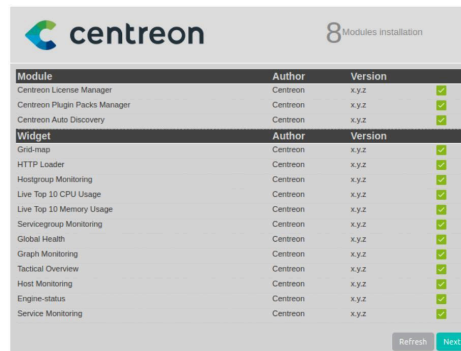 centreon
8 Modules installation
Module Author Version
Centreon License Manager Centreon x.y.z
Centreon Plugin Packs Manager Centreon x.y.z
Centreon Auto Discovery Centreon x.y.z
Widget Author Version
Grid-map Centreon x.y.z
HTTP Loader Centreon x.y.z
Hostgroup Monitoring Centreon x.y.z
Live Top 10 CPU Usage Centreon x.y.z
Live Top 10 Memory Usage Centreon x.y.z
Servicegroup Monitoring Centreon x.y.z
Global Health Centreon x.y.z
Graph Monitoring Centreon x.y.z
Tactical Overview Centreon x.y.z
Host Monitoring Centreon x.y.z
Engine-status Centreon x.y.z
Service Monitoring Centreon x.y.z
Refresh Next